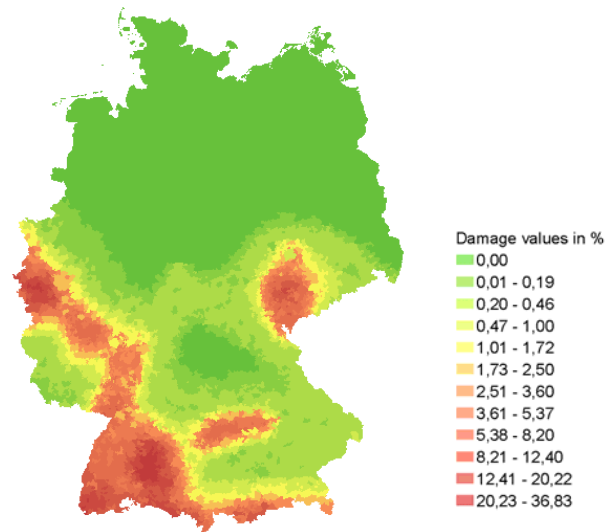 Damage values in %
0,00
0,01 - 0,19
0,20 - 0,46
0,47 - 1,00
1,01 - 1,72
1,73 - 2,50
2,51 - 3,60
3,61 - 5,37
5,38 - 8,20
8,21 - 12,40
12,41 - 20,22
20,23 - 36,83